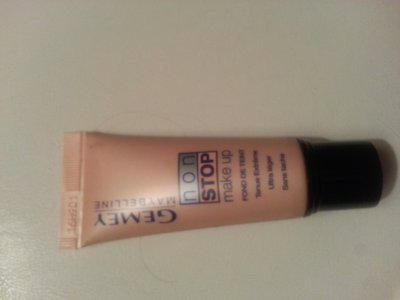 GEMEY
MAYBELLINE
non
STOP
make up
FOND DE TEINT
Tenue Extrême
Ultra léger
Sans tache